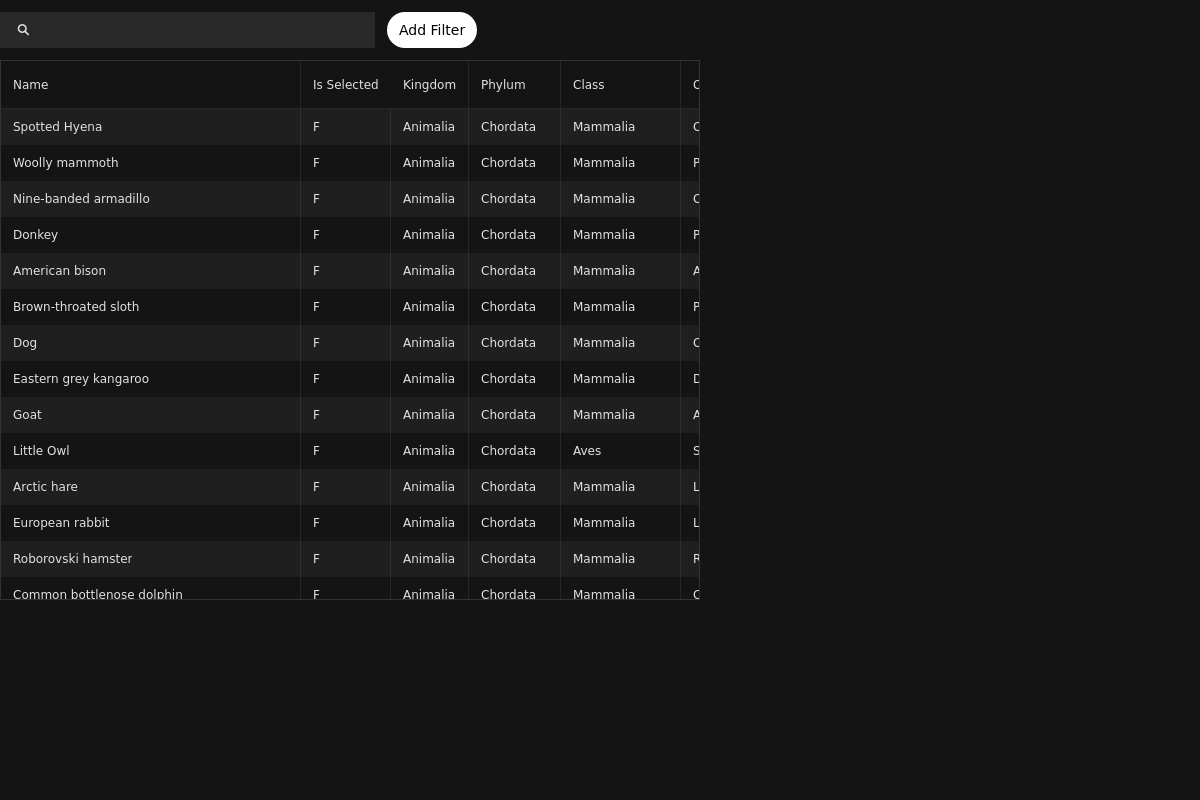 Add Filter
Name Is Selected Kingdom Phylum Class
Spotted Hyena F Animalia Chordata Mammalia
Woolly mammoth F Animalia Chordata Mammalia
Nine-banded armadillo F Animalia Chordata Mammalia
Donkey F Animalia Chordata Mammalia
American bison F Animalia Chordata Mammalia
Brown-throated sloth F Animalia Chordata Mammalia
Dog F Animalia Chordata Mammalia
Eastern grey kangaroo F Animalia Chordata Mammalia
Goat F Animalia Chordata Mammalia
Little Owl F Animalia Chordata Aves
Arctic hare F Animalia Chordata Mammalia
European rabbit F Animalia Chordata Mammalia
Roborovski hamster F Animalia Chordata Mammalia
Common bottlenose dolphin F Animalia Chordata Mammalia